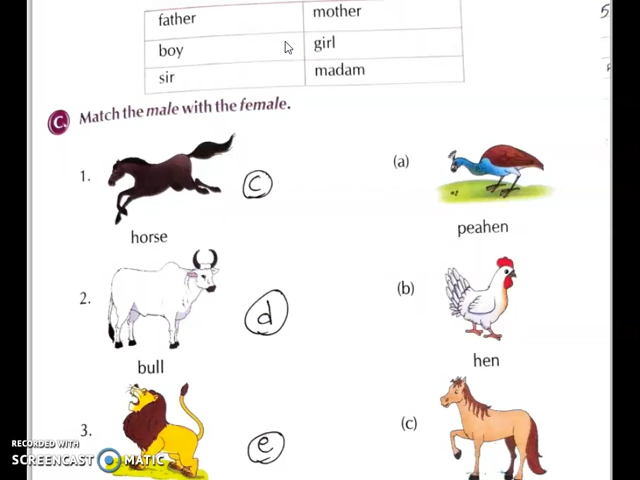 father mother
boy girl
sir madam
5
C. Match the male with the female.
1. c (a)
horse peahen
2. d (b)
bull hen
3. e (c)
RECORDED WITH
SCREENCAST MATIC